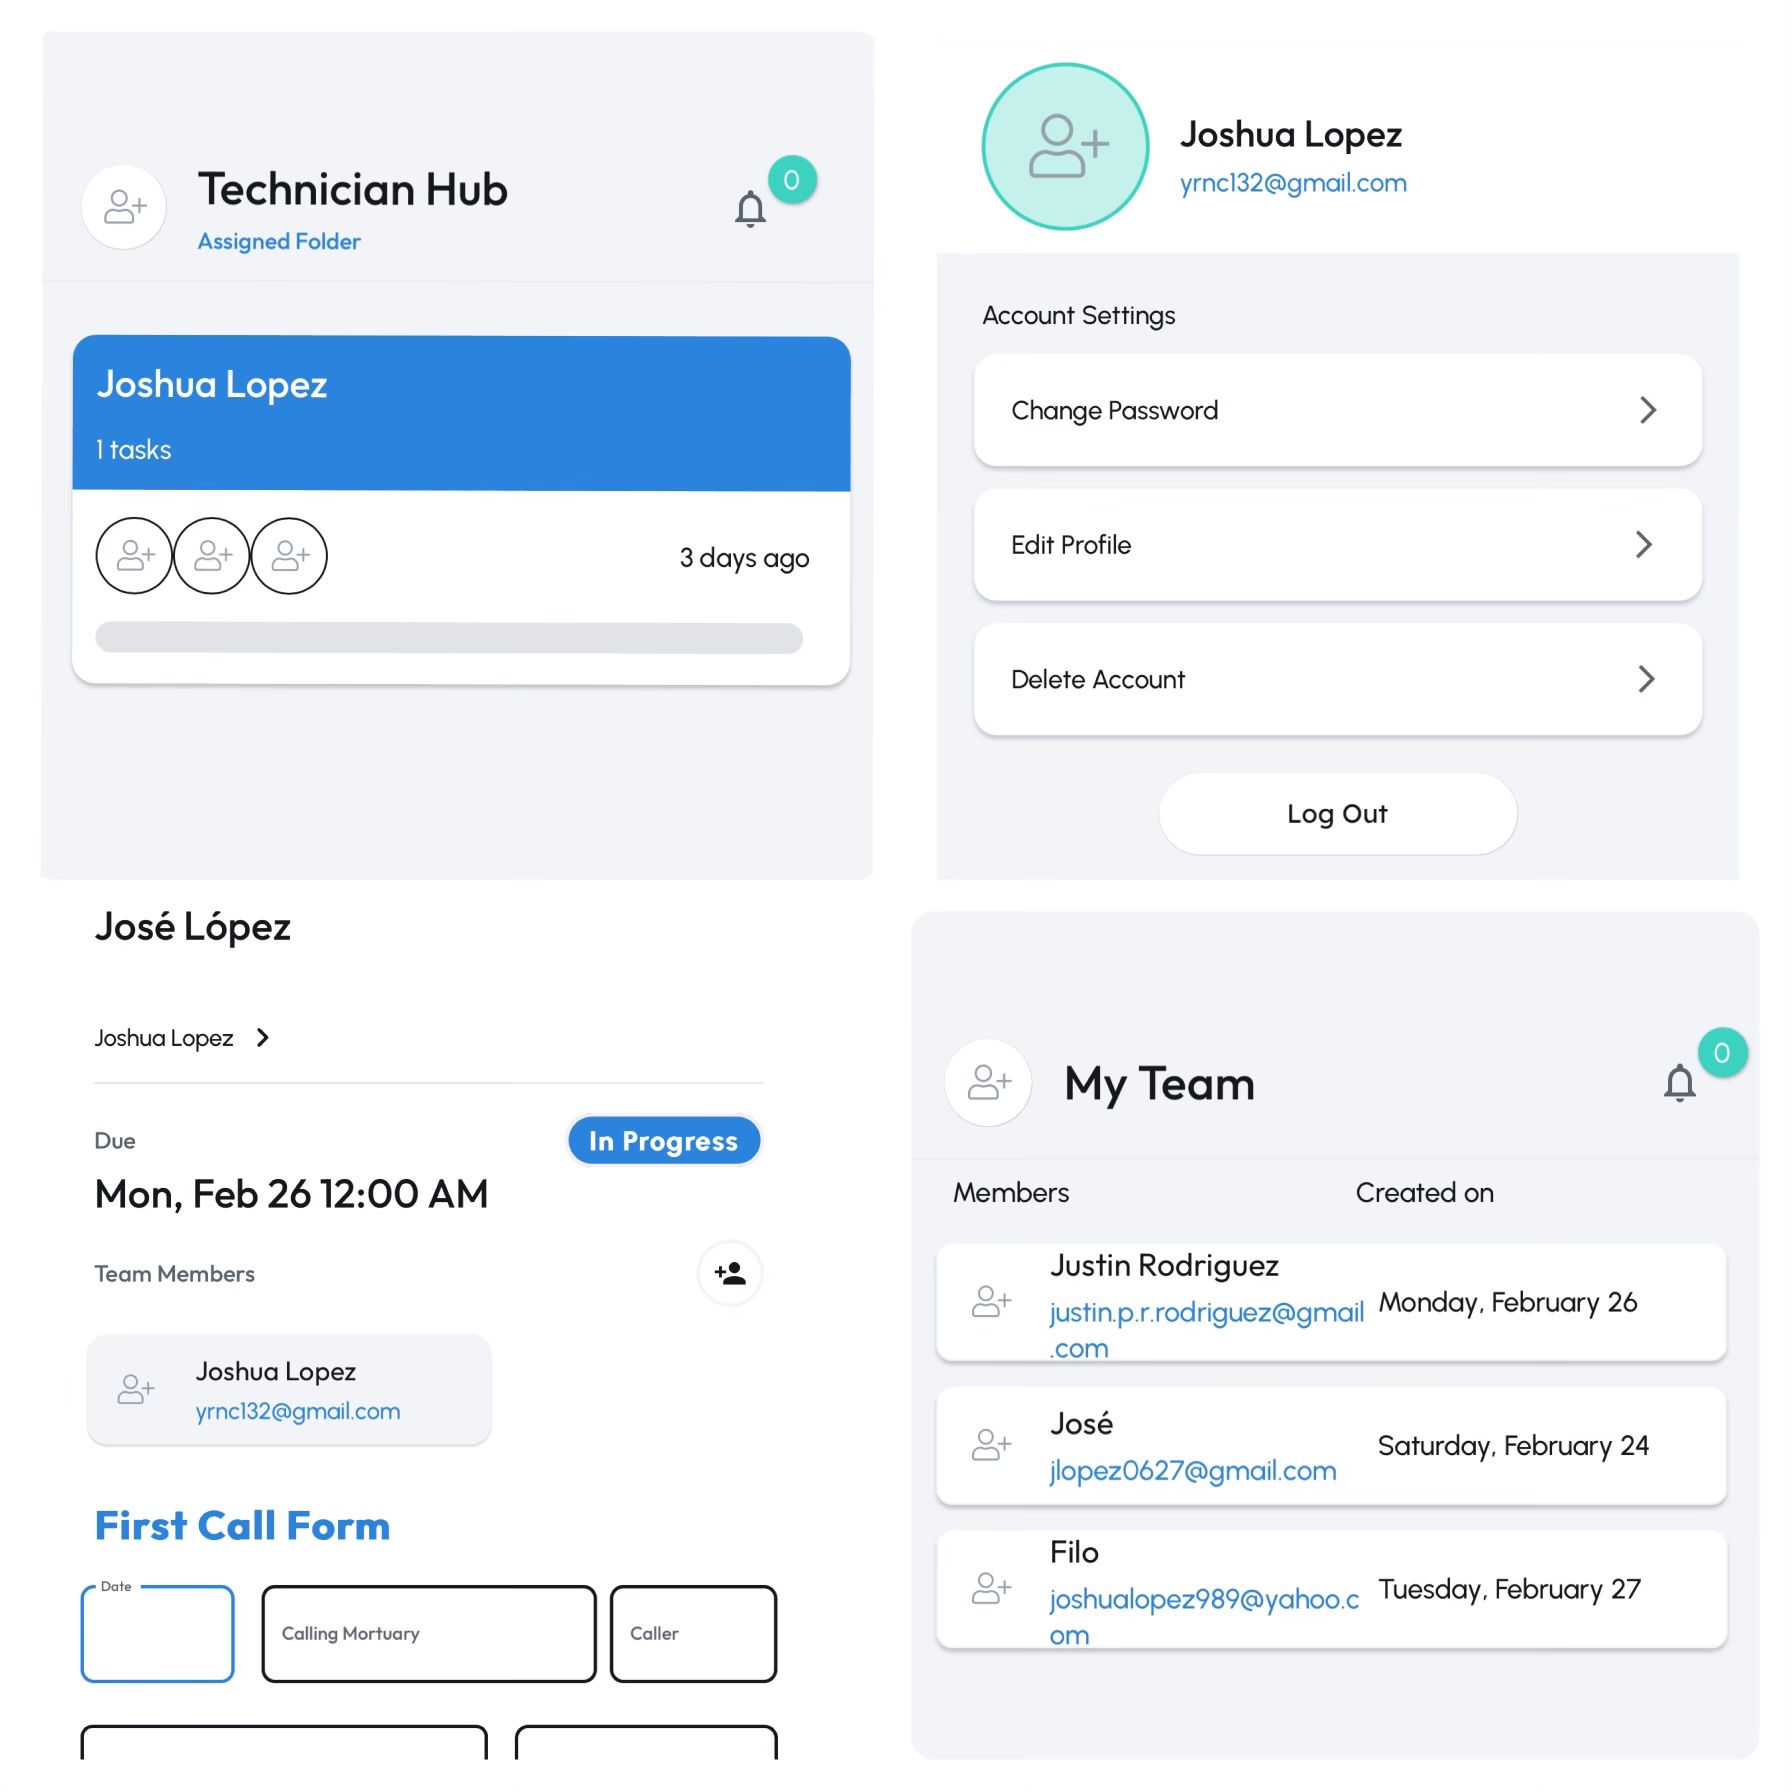 Technician Hub
0
Assigned Folder
Joshua Lopez
1 tasks
3 days ago
Joshua Lopez
yrnc132@gmail.com
Account Settings
Change Password
Edit Profile
Delete Account
Log Out
José López
Joshua Lopez
Due
In Progress
Mon, Feb 26 12:00 AM
Team Members
Joshua Lopez
yrnc132@gmail.com
First Call Form
Date
Calling Mortuary
Caller
My Team
0
Members Created on
Justin Rodriguez
justin.p.r.rodriguez@gmail
.com
Monday, February 26
José
jlopez0627@gmail.com
Saturday, February 24
Filo
joshualopez989@yahoo.c
om
Tuesday, February 27